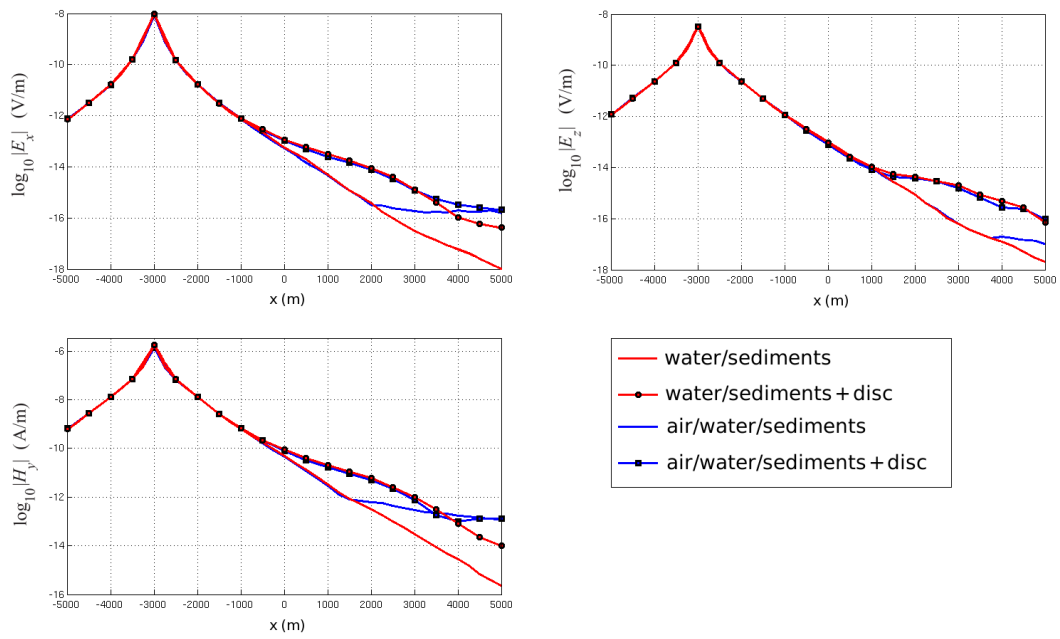 log10|Ex| (V/m)
-8
-10
-12
-14
-16
-18
-5000 -4000 -3000 -2000 -1000 0 1000 2000 3000 4000 5000
x (m)
log10|Ez| (V/m)
-8
-10
-12
-14
-16
-18
-5000 -4000 -3000 -2000 -1000 0 1000 2000 3000 4000 5000
x (m)
log10|Hy| (A/m)
-6
-8
-10
-12
-14
-16
-5000 -4000 -3000 -2000 -1000 0 1000 2000 3000 4000 5000
x (m)
water/sediments
water/sediments+disc
air/water/sediments
air/water/sediments+disc